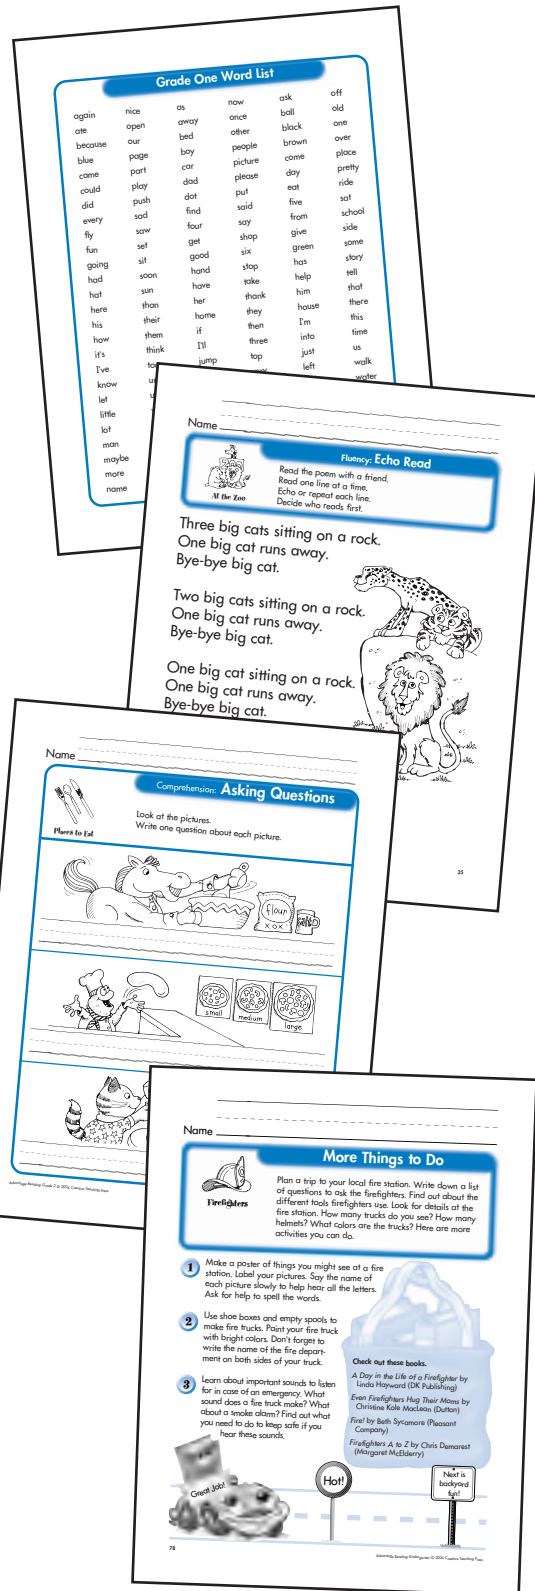 Grade One Word List
again nice as now ask off
ate open away once ball old
because our bed other black one
blue page boy people brown over
came part car picture come place
could play dad please day pretty
did push dot put eat ride
every sad find said five sat
fly saw four say from school
fun set get shop give side
going sit good six green some
had soon hand stop has story
hat sun have take help tell
here than her thank him that
his their home they house there
how them if then I'm this
it's think I'll three into time
I've jump top just us
know left walk
let water
little
lot
man
maybe
more
name
Name
Fluency: Echo Read
At the Zoo
Read the poem with a friend.
Read one line at a time.
Echo or repeat each line.
Decide who reads first.
Three big cats sitting on a rock.
One big cat runs away.
Bye-bye big cat.
Two big cats sitting on a rock.
One big cat runs away.
Bye-bye big cat.
One big cat sitting on a rock.
One big cat runs away.
Bye-bye big cat.
35
Name
Comprehension: Asking Questions
Places to Eat
Look at the pictures.
Write one question about each picture.
flour
XOX
small
medium
large
Advantage Reading Grade 2 © 2004 Creative Teaching Press
Name
More Things to Do
Firefighters
Plan a trip to your local fire station. Write down a list
of questions to ask the firefighters. Find out about the
different tools firefighters use. Look for details at the
fire station. How many trucks do you see? How many
helmets? What colors are the trucks? Here are more
activities you can do.
1 Make a poster of things you might see at a fire
station. Label your pictures. Say the name of
each picture slowly to help hear all the letters.
Ask for help to spell the words.
2 Use shoe boxes and empty spools to
make fire trucks. Paint your fire truck
with bright colors. Don't forget to
write the name of the fire depart-
ment on both sides of your truck.
3 Learn about important sounds to listen
for in case of an emergency. What
sound does a fire truck make? What
about a smoke alarm? Find out what
you need to do to keep safe if you
hear these sounds.
Check out these books.
A Day in the Life of a Firefighter by
Linda Hayward (DK Publishing)
Even Firefighters Hug Their Moms by
Christine Kole MacLean (Dutton)
Fire! by Beth Sycamore (Pleasant
Company)
Firefighters A to Z by Chris Demarest
(Margaret McElderry)
Great Job!
Hot!
Next is
backyard
fun!
78
Advantage Reading Kindergarten © 2004 Creative Teaching Press